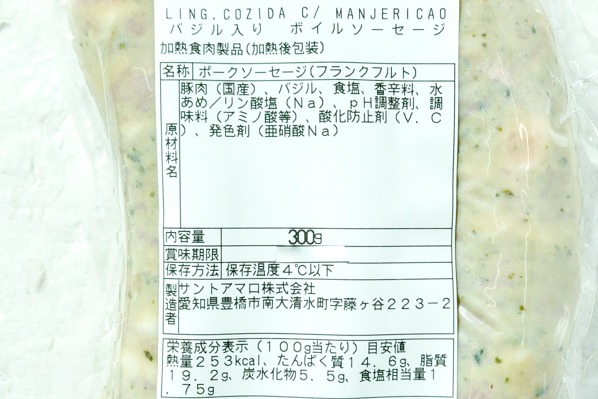 LING.COZIDA C/ MANJERICAO
バジル入り ボイルソーセージ
加熱食肉製品(加熱後包装)
名称 ポークソーセージ(フランクフルト)
原材料名 豚肉(国産)、バジル、食塩、香辛料、水
あめ/リン酸塩(Na)、pH調整剤、調
味料(アミノ酸等)、酸化防止剤(V.C
)、発色剤(亜硝酸Na)
内容量 300g
賞味期限
保存方法 保存温度4℃以下
製造者 サントアマロ株式会社
愛知県豊橋市南大清水町字藤ヶ谷223-2
栄養成分表示(100g当たり)目安値
熱量253kcal、たんぱく質14.6g、脂質
19.2g、炭水化物5.5g、食塩相当量1
.75g